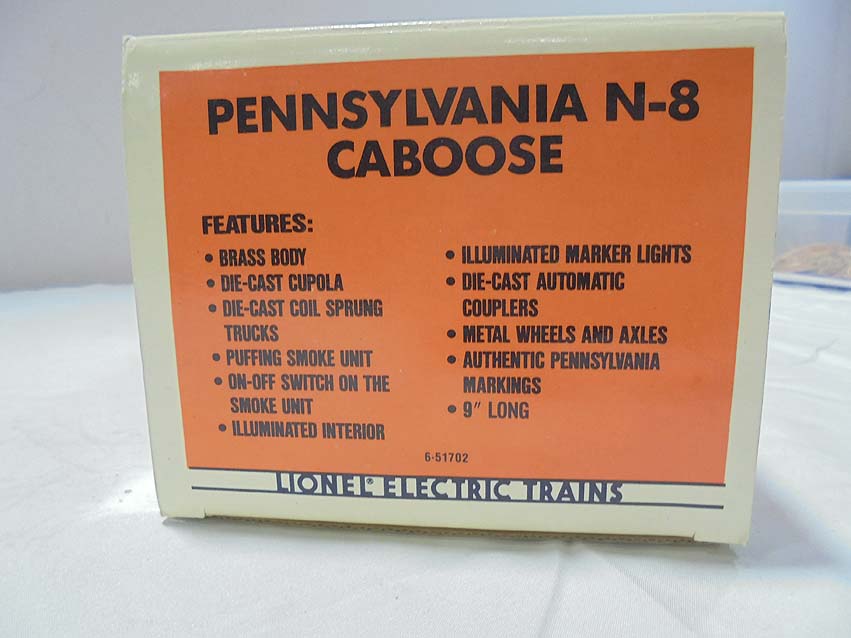 PENNSYLVANIA N-8
CABOOSE
FEATURES:
• BRASS BODY
• DIE-CAST CUPOLA
• DIE-CAST COIL SPRUNG
TRUCKS
• PUFFING SMOKE UNIT
• ON-OFF SWITCH ON THE
SMOKE UNIT
• ILLUMINATED INTERIOR
• ILLUMINATED MARKER LIGHTS
• DIE-CAST AUTOMATIC
COUPLERS
• METAL WHEELS AND AXLES
• AUTHENTIC PENNSYLVANIA
MARKINGS
• 9" LONG
6-51702
LIONEL® ELECTRIC TRAINS